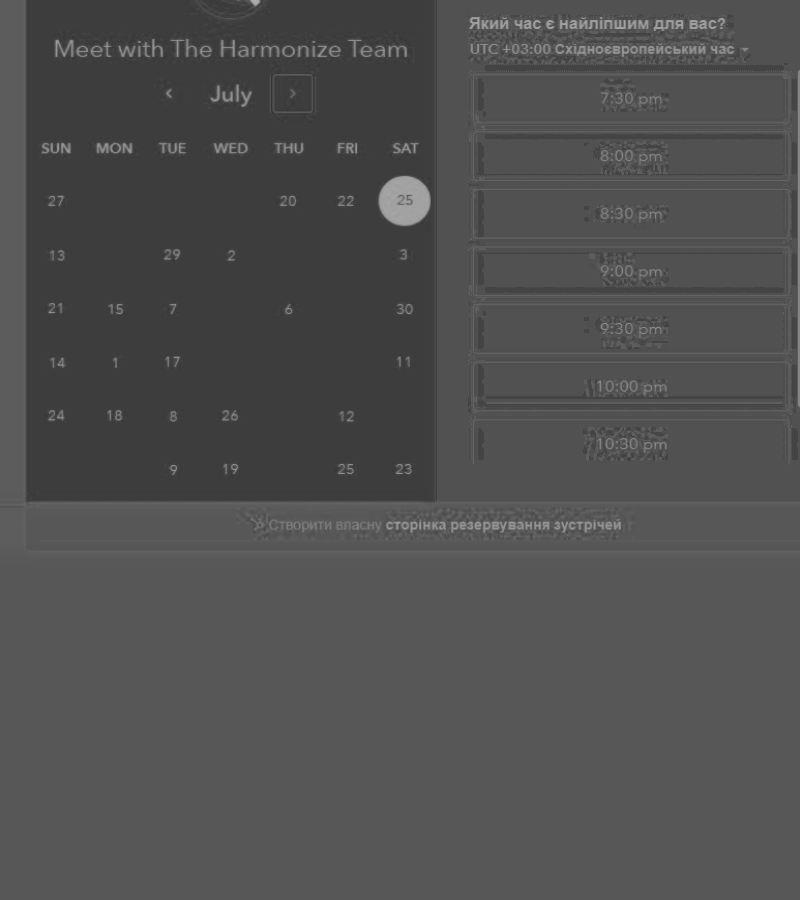 Meet with The Harmonize Team
‹ July ›
SUN MON TUE WED THU FRI SAT
27 20 22 25
13 29 2 3
21 15 7 6 30
14 1 17 11
24 18 8 26 12
9 19 25 23
Який час є найліпшим для вас?
UTC +03:00 Східноєвропейський час
7:30 pm
8:00 pm
8:30 pm
9:00 pm
9:30 pm
10:00 pm
10:30 pm
Створити власну сторінка резервування зустрічей